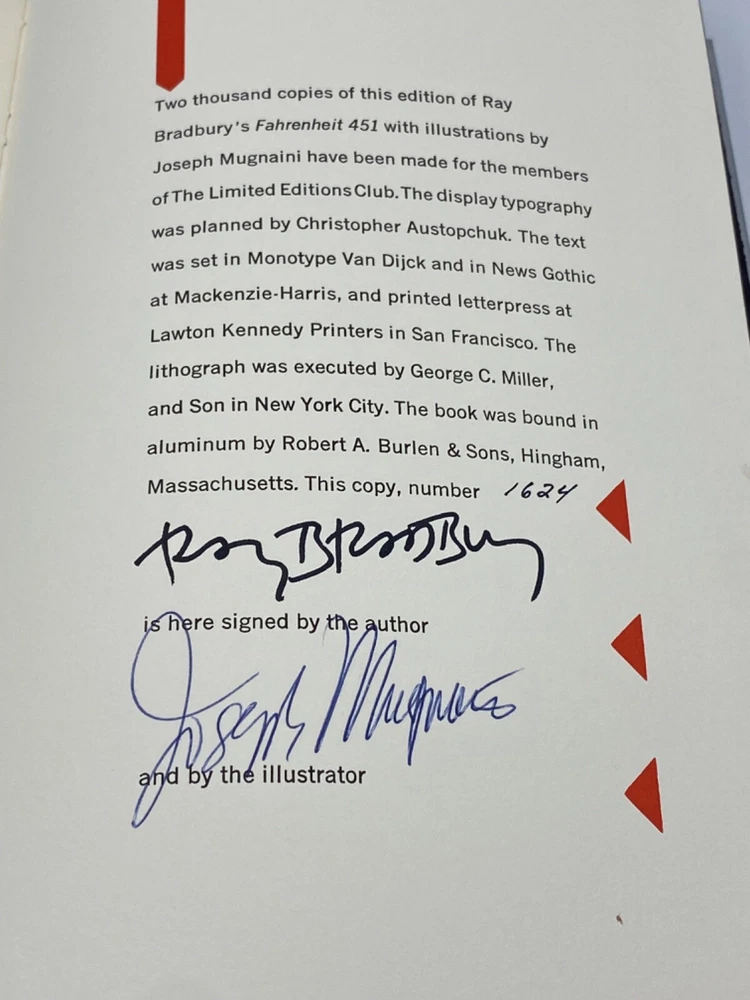 Two thousand copies of this edition of Ray
Bradbury's Fahrenheit 451 with illustrations by
Joseph Mugnaini have been made for the members
of The Limited Editions Club. The display typography
was planned by Christopher Austopchuk. The text
was set in Monotype Van Dijck and in News Gothic
at Mackenzie-Harris, and printed letterpress at
Lawton Kennedy Printers in San Francisco. The
lithograph was executed by George C. Miller,
and Son in New York City. The book was bound in
aluminum by Robert A. Burlen & Sons, Hingham,
Massachusetts. This copy, number 1624
Ray Bradbury
is here signed by the author
Joseph Mugnaini
and by the illustrator